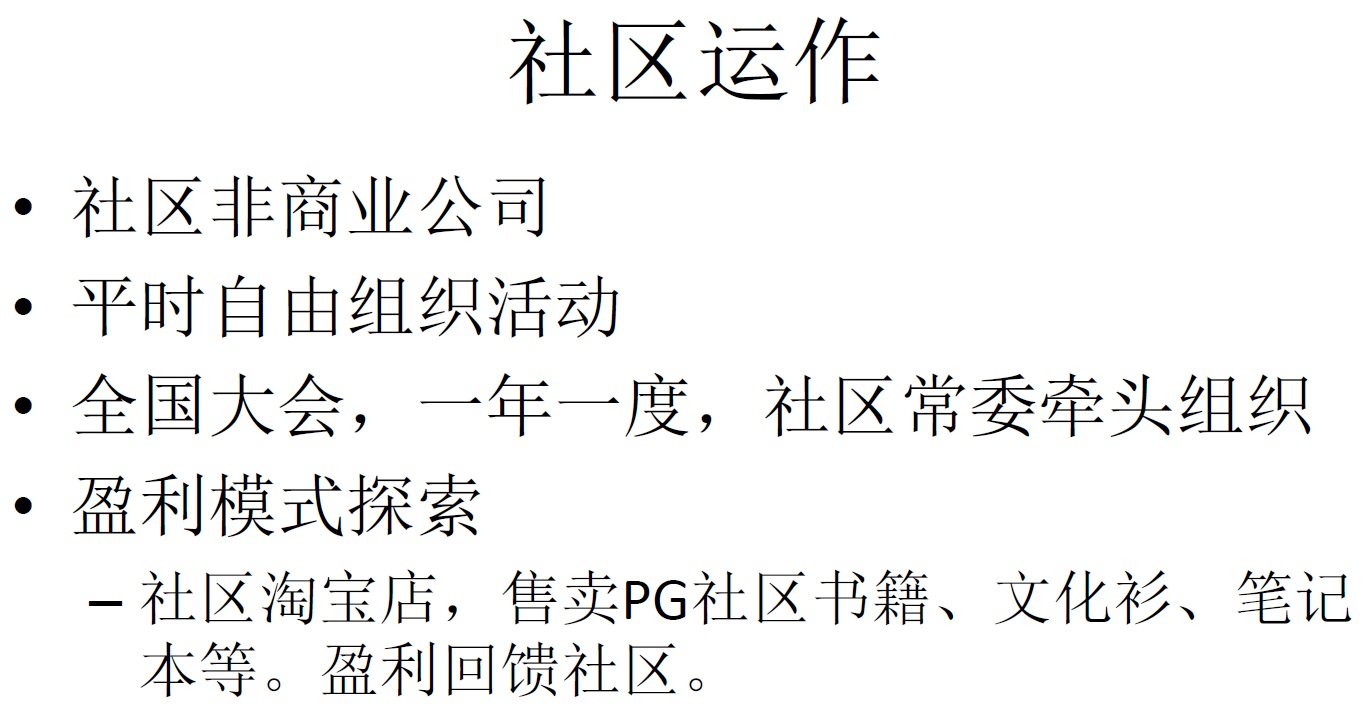 社区运作
• 社区非商业公司
• 平时自由组织活动
• 全国大会，一年一度，社区常委牵头组织
• 盈利模式探索
– 社区淘宝店，售卖PG社区书籍、文化衫、笔记
本等。盈利回馈社区。